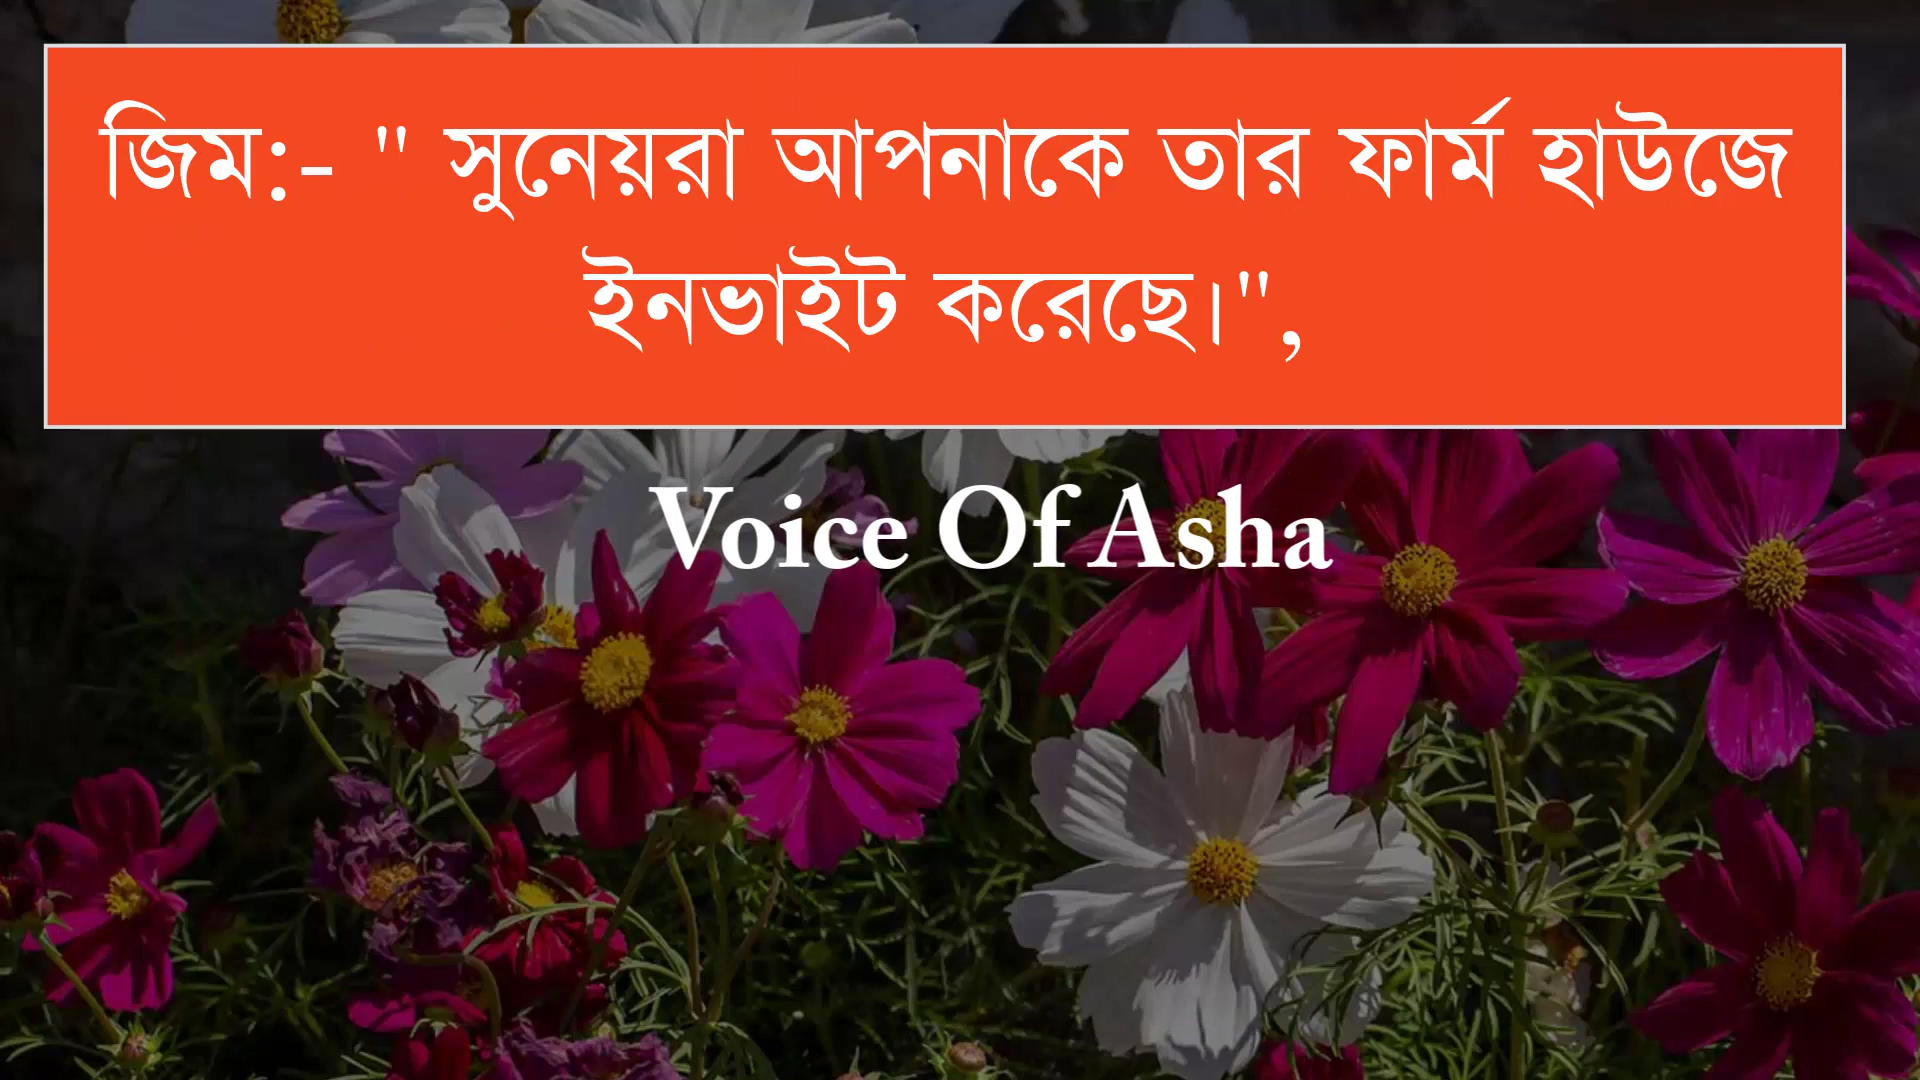 জিম:- " সুনেয়রা আপনাকে তার ফার্ম হাউজে
ইনভাইট করেছে।",
Voice Of Asha